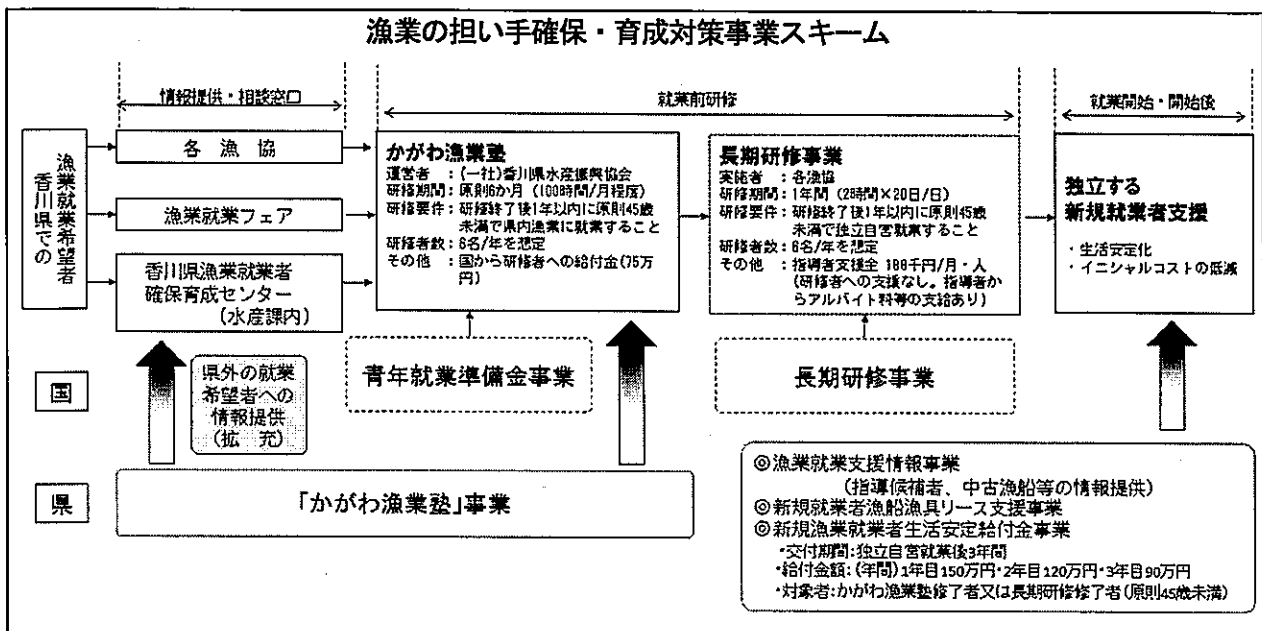 漁業の担い手確保・育成対策事業スキーム
情報提供・相談窓口
就業前研修
就業開始・開始後
香川県での
漁業就業希望者
各漁協
漁業就業フェア
香川県漁業就業者
確保育成センター
(水産課内)
かがわ漁業塾
運営者 :(一社)香川県水産振興協会
研修期間:原則6か月(100時間/月程度)
研修要件:研修終了後1年以内に原則45歳
未満で県内漁業に就業すること
研修者数:6名/年を想定
その他 :国から研修者への給付金(75万
円)
長期研修事業
実施者 :各漁協
研修期間:1年間(28時間×20日/日)
研修要件:研修終了後1年以内に原則45歳
未満で独立自営就業すること
研修者数:6名/年を想定
その他 :指導者支援金 188千円/月・人
(研修者への支援なし。指導者か
らアルバイト料等の支給あり)
独立する
新規就業者支援
・生活安定化
・イニシャルコストの低減
国
県外の就業
希望者への
情報提供
(拡 充)
青年就業準備金事業
長期研修事業
県
「かがわ漁業塾」事業
◎漁業就業支援情報事業
(指導候補者、中古漁船等の情報提供)
◎新規就業者漁船漁具リース支援事業
◎新規漁業就業者生活安定給付金事業
・交付期間:独立自営就業後3年間
・給付金額:(年間)1年目150万円・2年目120万円・3年目90万円
・対象者:かがわ漁業塾修了者又は長期研修修了者(原則45歳未満)